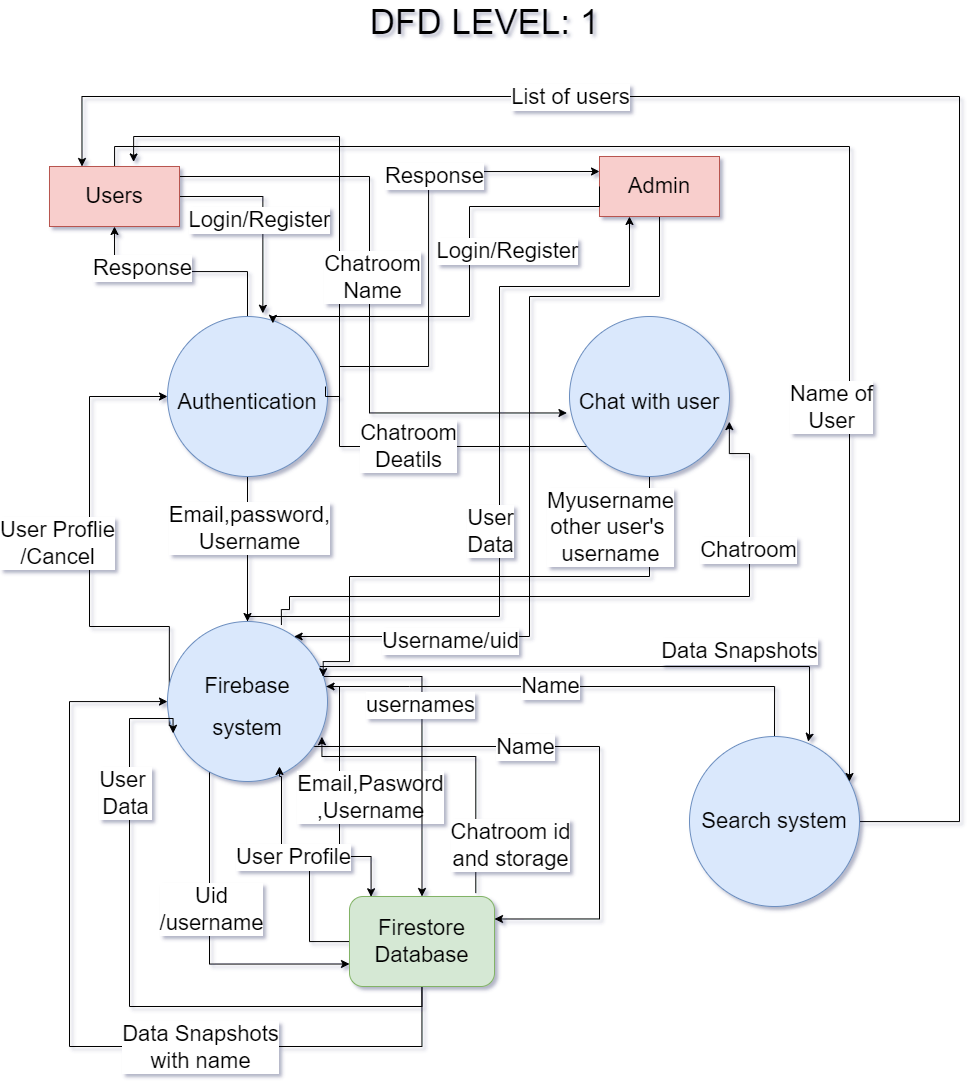 DFD LEVEL: 1
List of users
Users
Response
Admin
Login/Register
Login/Register
Response
Chatroom
Name
Authentication
Chat with user
Name of
User
Chatroom
Deatils
Email,password,
Username
User
Data
Myusername
other user's
username
Chatroom
User Proflie
/Cancel
Username/uid
Data Snapshots
Firebase
system
Name
usernames
Name
User
Data
Email,Pasword
,Username
Chatroom id
and storage
Search system
User Profile
Uid
/username
Firestore
Database
Data Snapshots
with name